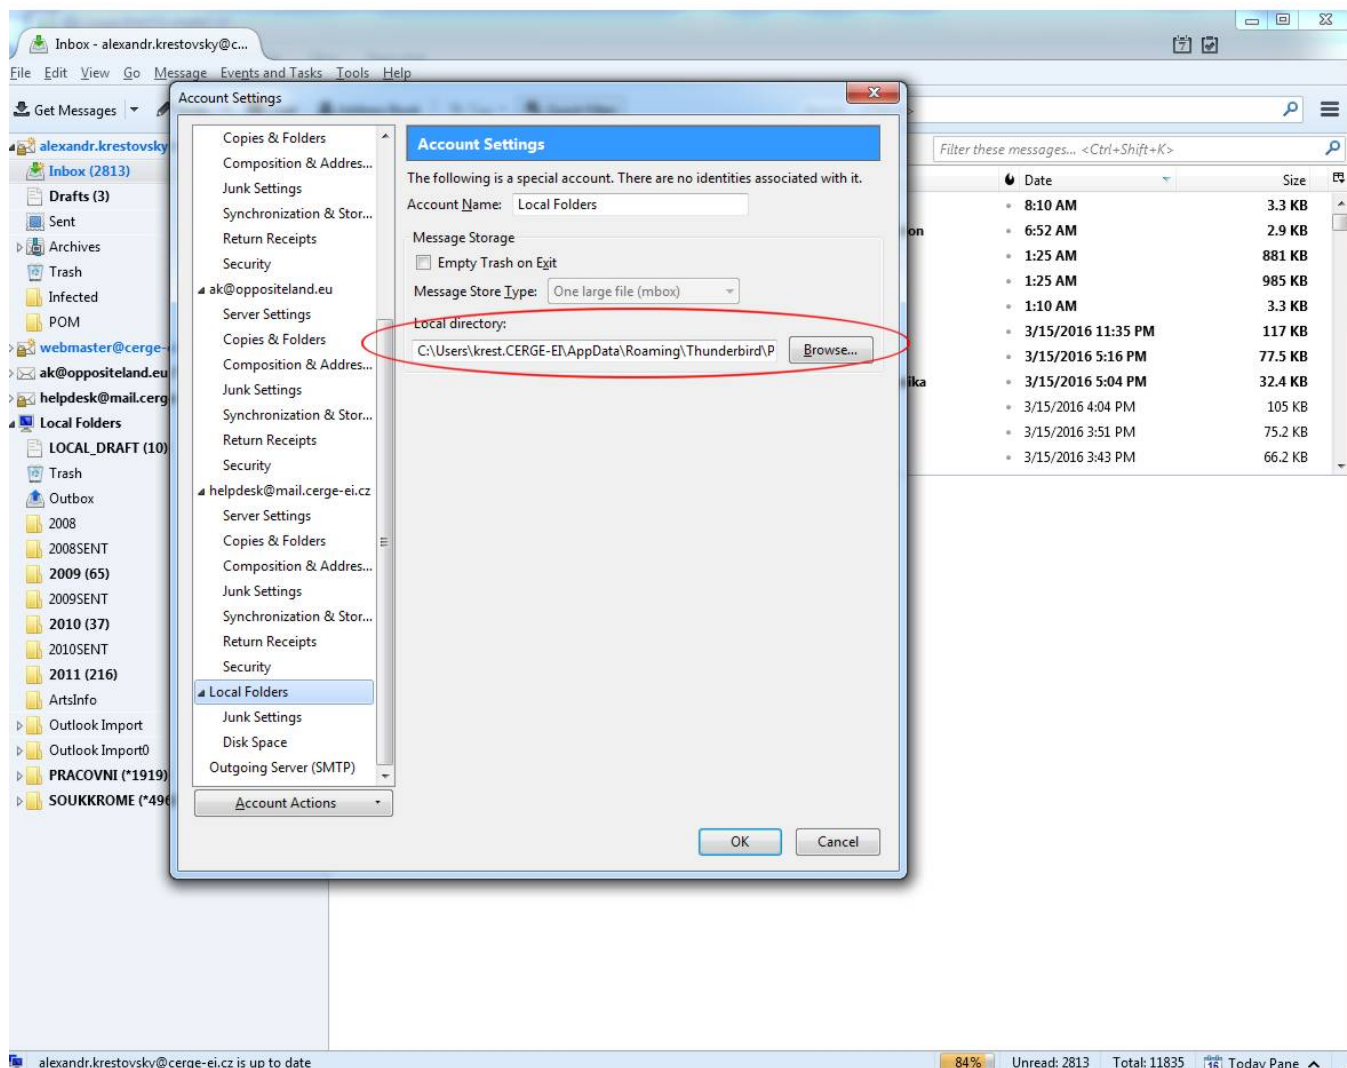 Inbox - alexandr.krestovsky@c...
7
File Edit View Go Message Events and Tasks Tools Help
Get Messages
Account Settings
alexandr.krestovsky
Inbox (2813)
Drafts (3)
Sent
Archives
Trash
Infected
POM
webmaster@cerge-
ak@oppositeland.eu
helpdesk@mail.cerg
Local Folders
LOCAL_DRAFT (10)
Trash
Outbox
2008
2008SENT
2009 (65)
2009SENT
2010 (37)
2010SENT
2011 (216)
ArtsInfo
Outlook Import
Outlook Import0
PRACOVNI (*1919)
SOUKKROME (*496
Copies & Folders
Composition & Addres...
Junk Settings
Synchronization & Stor...
Return Receipts
Security
ak@oppositeland.eu
Server Settings
Copies & Folders
Composition & Addres...
Junk Settings
Synchronization & Stor...
Return Receipts
Security
helpdesk@mail.cerge-ei.cz
Server Settings
Copies & Folders
Composition & Addres...
Junk Settings
Synchronization & Stor...
Return Receipts
Security
Local Folders
Junk Settings
Disk Space
Outgoing Server (SMTP)
Account Actions
Account Settings
The following is a special account. There are no identities associated with it.
Account Name: Local Folders
Message Storage
Empty Trash on Exit
Message Store Type: One large file (mbox)
Local directory:
C:\Users\krest.CERGE-EI\AppData\Roaming\Thunderbird\P Browse...
OK Cancel
Filter these messages... <Ctrl+Shift+K>
Date Size
8:10 AM 3.3 KB
on 6:52 AM 2.9 KB
1:25 AM 881 KB
1:25 AM 985 KB
1:10 AM 3.3 KB
3/15/2016 11:35 PM 117 KB
3/15/2016 5:16 PM 77.5 KB
ika 3/15/2016 5:04 PM 32.4 KB
3/15/2016 4:04 PM 105 KB
3/15/2016 3:51 PM 75.2 KB
3/15/2016 3:43 PM 66.2 KB
alexandr.krestovsky@cerge-ei.cz is up to date
84% Unread: 2813 Total: 11835 16 Today Pane